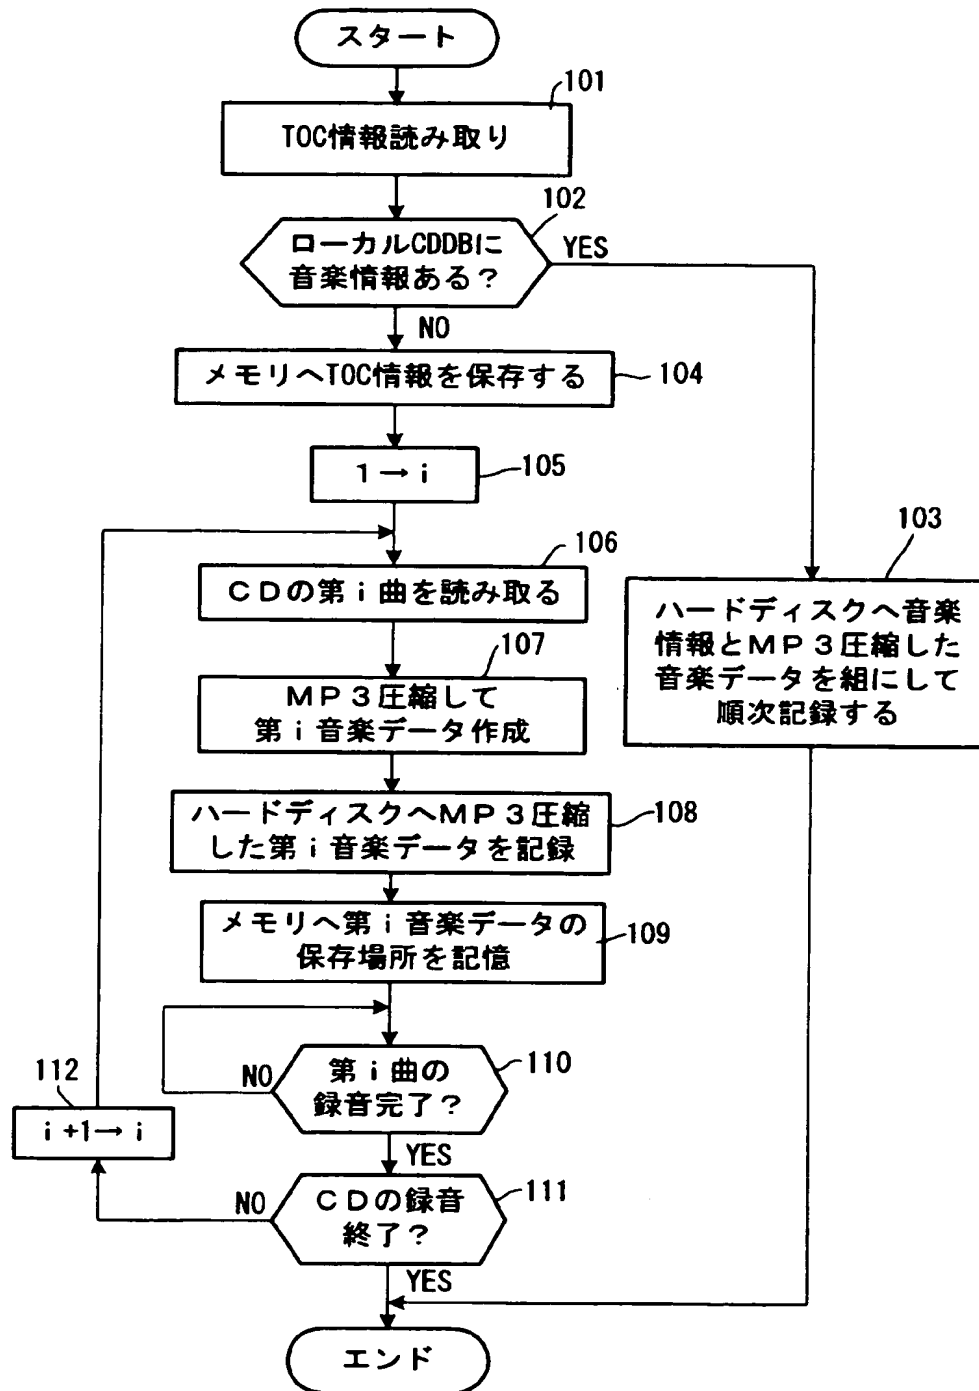 スタート
101
TOC情報読み取り
102
ローカルCDDBに
音楽情報ある?
YES
NO
メモリへTOC情報を保存する
104
1→i
105
106
CDの第i曲を読み取る
103
ハードディスクへ音楽
情報とMP3圧縮した
音楽データを組にして
順次記録する
107
MP3圧縮して
第i音楽データ作成
ハードディスクへMP3圧縮
した第i音楽データを記録
108
メモリへ第i音楽データの
保存場所を記憶
109
第i曲の
録音完了?
110
NO
YES
112
i+1→i
CDの録音
終了?
111
NO
YES
エンド